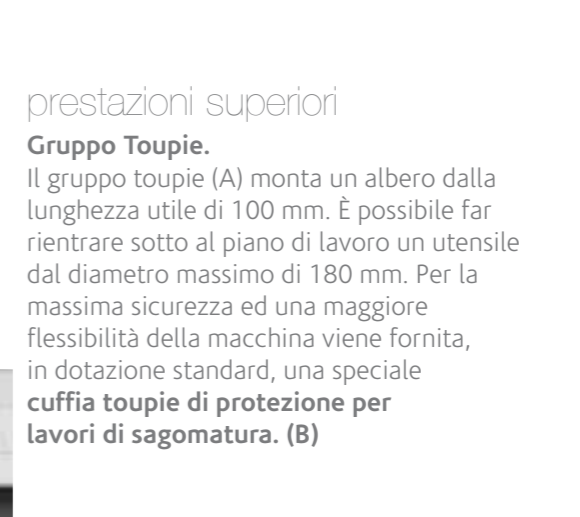 prestazioni superiori
Gruppo Toupie.
Il gruppo toupie (A) monta un albero dalla
lunghezza utile di 100 mm. È possibile far
rientrare sotto al piano di lavoro un utensile
dal diametro massimo di 180 mm. Per la
massima sicurezza ed una maggiore
flessibilità della macchina viene fornita,
in dotazione standard, una speciale
cuffia toupie di protezione per
lavori di sagomatura. (B)